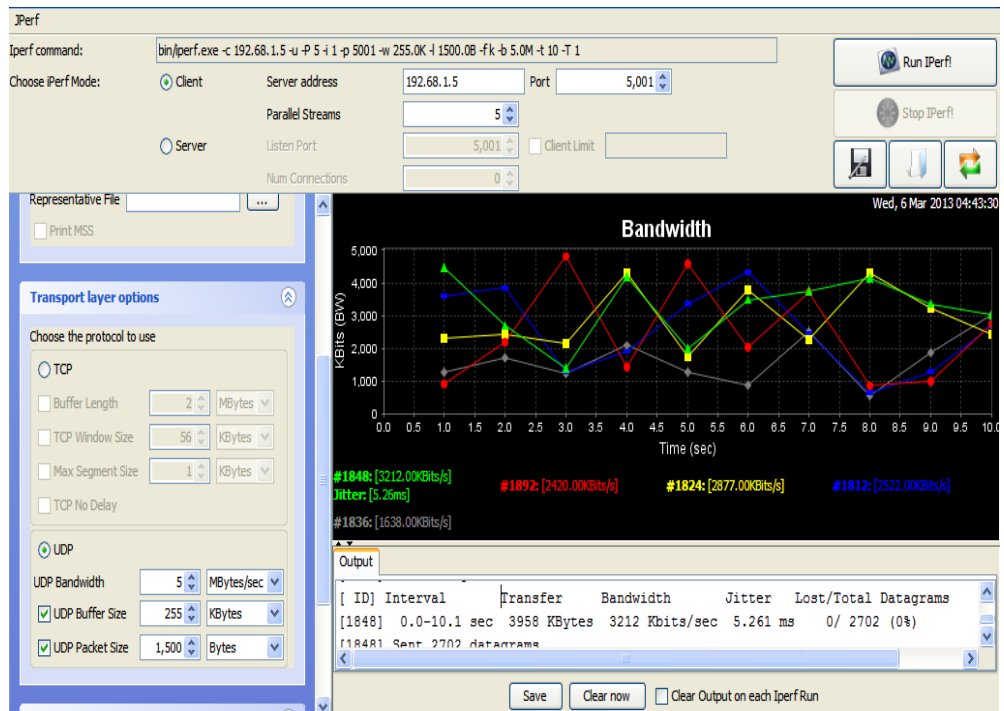 JPerf
Iperf command: bin/iperf.exe -c 192.68.1.5 -u -P 5 -i 1 -p 5001 -w 255.0K -l 1500.0B -f k -b 5.0M -t 10 -T 1
Run IPerf!
Choose iPerf Mode: Client Server address 192.68.1.5 Port 5,001
Parallel Streams 5
Stop IPerf!
Server Listen Port 5,001 Client Limit
Num Connections 0
Representative File ...
Print MSS
Transport layer options
Choose the protocol to use
TCP
Buffer Length 2 MBytes
TCP Window Size 56 KBytes
Max Segment Size 1 KBytes
TCP No Delay
UDP
UDP Bandwidth 5 MBytes/sec
UDP Buffer Size 255 KBytes
UDP Packet Size 1,500 Bytes
Wed, 6 Mar 2013 04:43:30
Bandwidth
KBits (BW)
5,000
4,000
3,000
2,000
1,000
0
0.0 0.5 1.0 1.5 2.0 2.5 3.0 3.5 4.0 4.5 5.0 5.5 6.0 6.5 7.0 7.5 8.0 8.5 9.0 9.5 10.0
Time (sec)
#1848: [3212.00KBits/s]
Jitter: [5.26ms]
#1892: [2420.00KBits/s]
#1824: [2877.00KBits/s]
#1812: [2522.00KBits/s]
#1836: [1638.00KBits/s]
Output
[ ID] Interval Transfer Bandwidth Jitter Lost/Total Datagrams
[1848] 0.0-10.1 sec 3958 KBytes 3212 Kbits/sec 5.261 ms 0/ 2702 (0%)
[1848] Sent 2702 datagrams
Save Clear now Clear Output on each Iperf Run